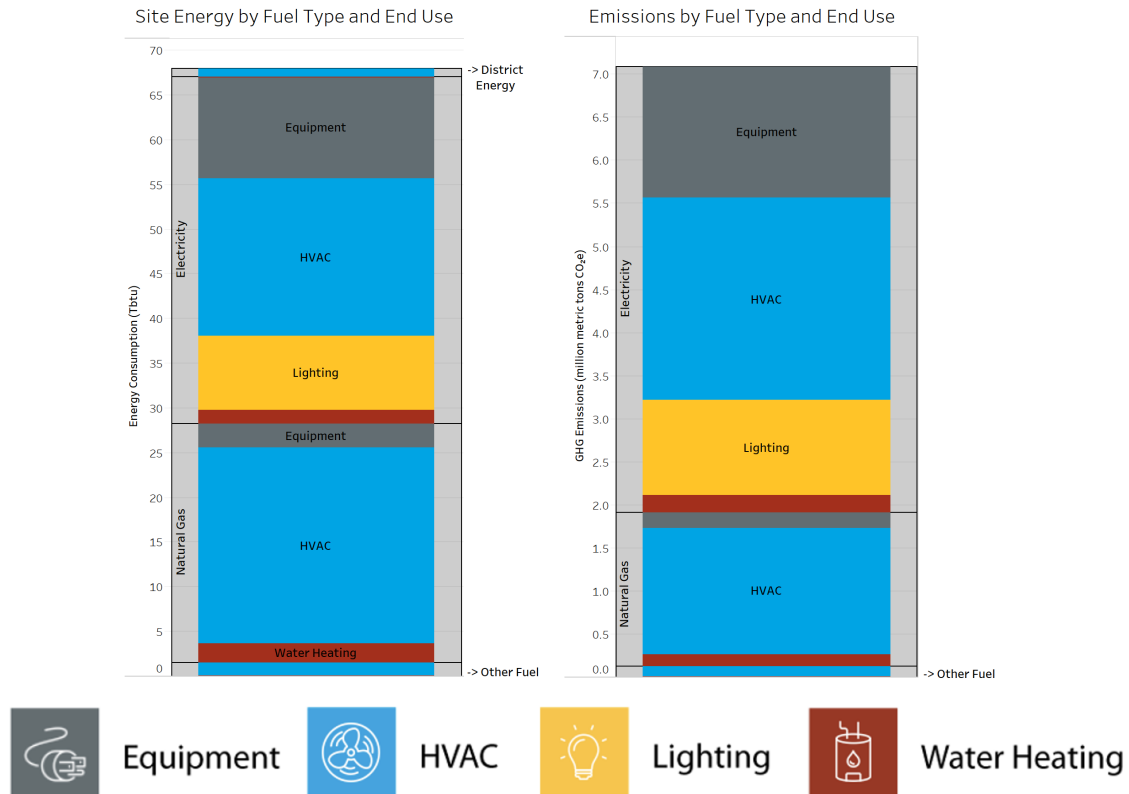 Site Energy by Fuel Type and End Use
70
65
60
55
50
45
40
35
30
25
20
15
10
5
0
Energy Consumption (Tbtu)
Electricity
Natural Gas
Equipment
HVAC
Lighting
Equipment
HVAC
Water Heating
-> District
Energy
-> Other Fuel
Emissions by Fuel Type and End Use
7.0
6.5
6.0
5.5
5.0
4.5
4.0
3.5
3.0
2.5
2.0
1.5
1.0
0.5
0.0
GHG Emissions (million metric tons CO₂e)
Electricity
Natural Gas
Equipment
HVAC
Lighting
HVAC
-> Other Fuel
Equipment
HVAC
Lighting
Water Heating